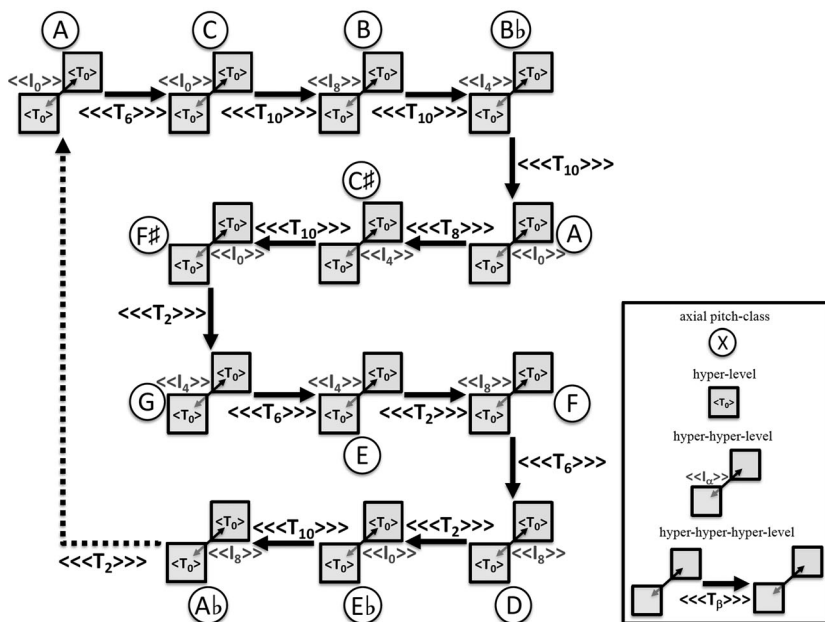 A C B B♭
<<I₀>> <T₀> <<I₀>> <T₀> <<I₈>> <T₀> <<I₄>> <T₀>
<T₀> <<<T₆>>> <T₀> <<<T₁₀>>> <T₀> <<<T₁₀>>> <T₀>
<<<T₁₀>>>
C♯
F♯ <T₀> <<<T₁₀>>> <T₀> <<<T₈>>> <T₀> A
<T₀> <<I₀>> <T₀> <<I₄>> <T₀> <<I₀>>
<<<T₂>>>
<<I₄>> <T₀> <<I₄>> <T₀> <<I₈>> <T₀>
G <T₀> <<<T₆>>> <T₀> <<<T₂>>> <T₀> F
E
<<<T₆>>>
<T₀> <<<T₁₀>>> <T₀> <<<T₂>>> <T₀>
<<<T₂>>> <T₀> <<I₈>> <T₀> <<I₀>> <T₀> <<I₈>>
A♭ E♭ D
axial pitch-class
X
hyper-level
<T₀>
hyper-hyper-level
<<Iα>>
hyper-hyper-hyper-level
<<<Tβ>>>